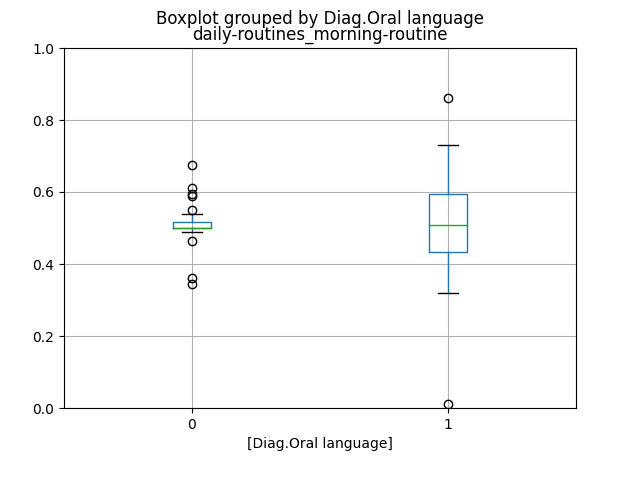 Boxplot grouped by Diag.Oral language
daily-routines_morning-routine
1.0
0.8
0.6
0.4
0.2
0.0
0 1
[Diag.Oral language]